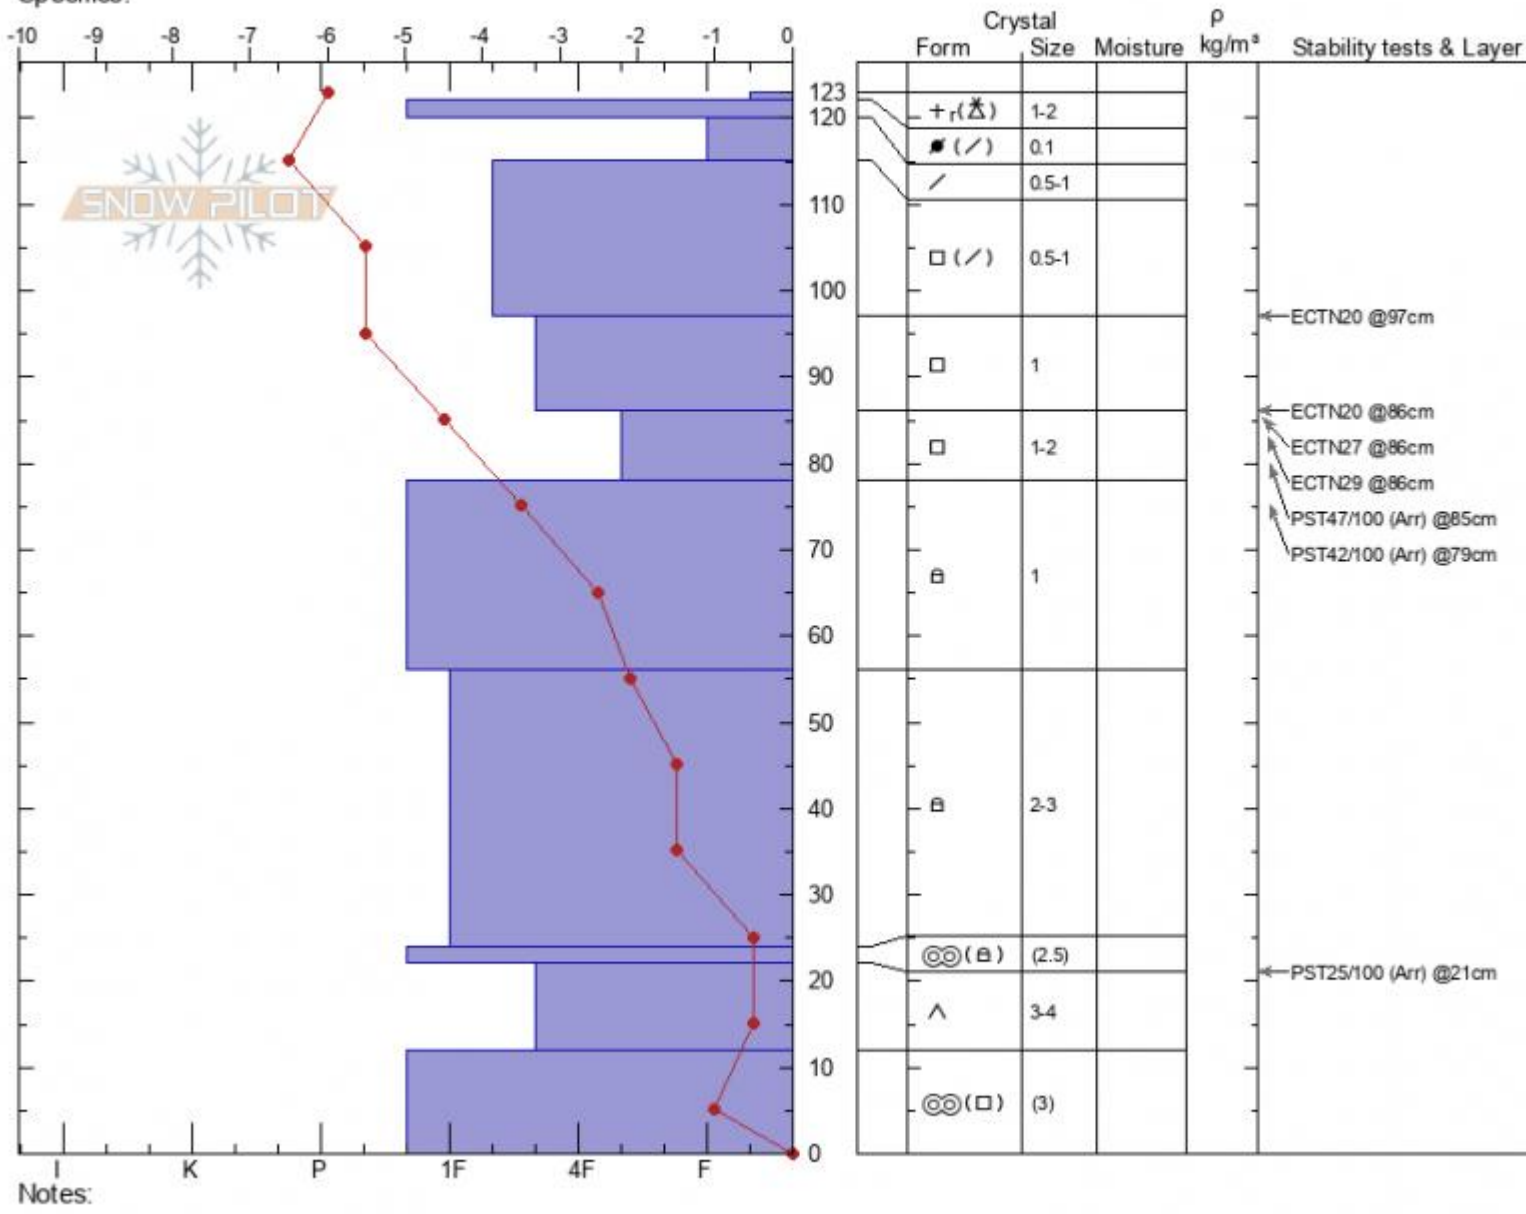 -10 -9 -8 -7 -6 -5 -4 -3 -2 -1 0
Crystal
Form Size Moisture
ρ
kg/m³
Stability tests & Layer
SNOW PILOT
123
120
110
100
90
80
70
60
50
40
30
20
10
0
+r( ) 1-2
(/) 0.1
/ 0.5-1
□ (/) 0.5-1
□ 1
□ 1-2
1
2-3
◎◎( ) (2.5)
∧ 3-4
◎◎(□) (3)
ECTN20 @97cm
ECTN20 @86cm
ECTN27 @86cm
ECTN29 @86cm
PST47/100 (Arr) @85cm
PST42/100 (Arr) @79cm
PST25/100 (Arr) @21cm
I K P 1F 4F F
Notes: